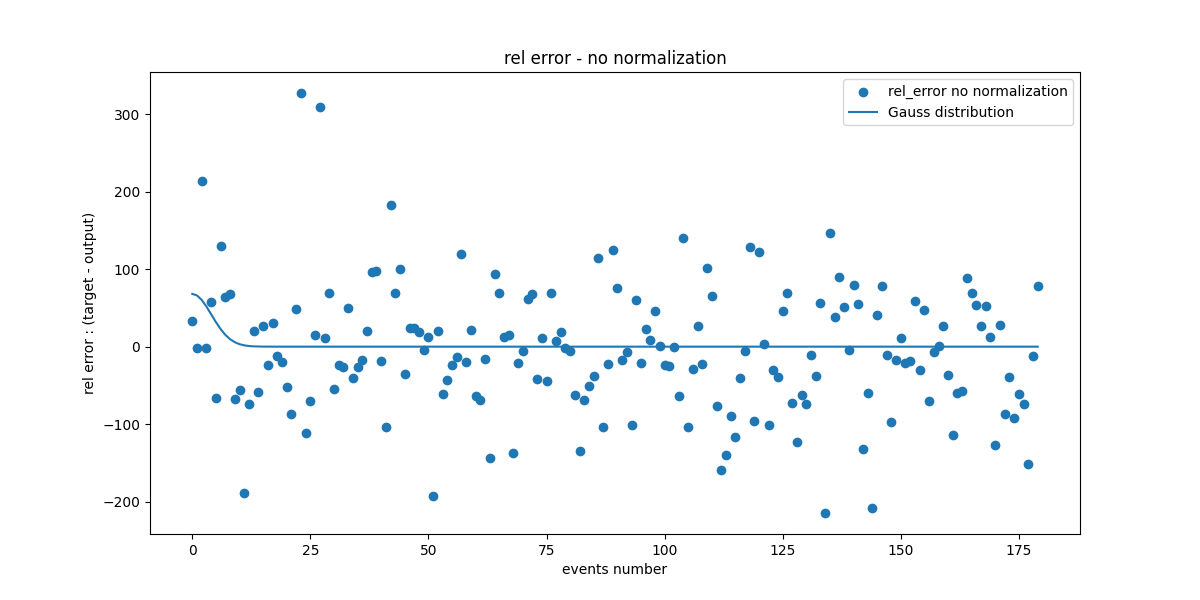 rel error - no normalization
rel_error no normalization
Gauss distribution
300
200
100
0
−100
−200
rel error : (target - output)
0 25 50 75 100 125 150 175
events number